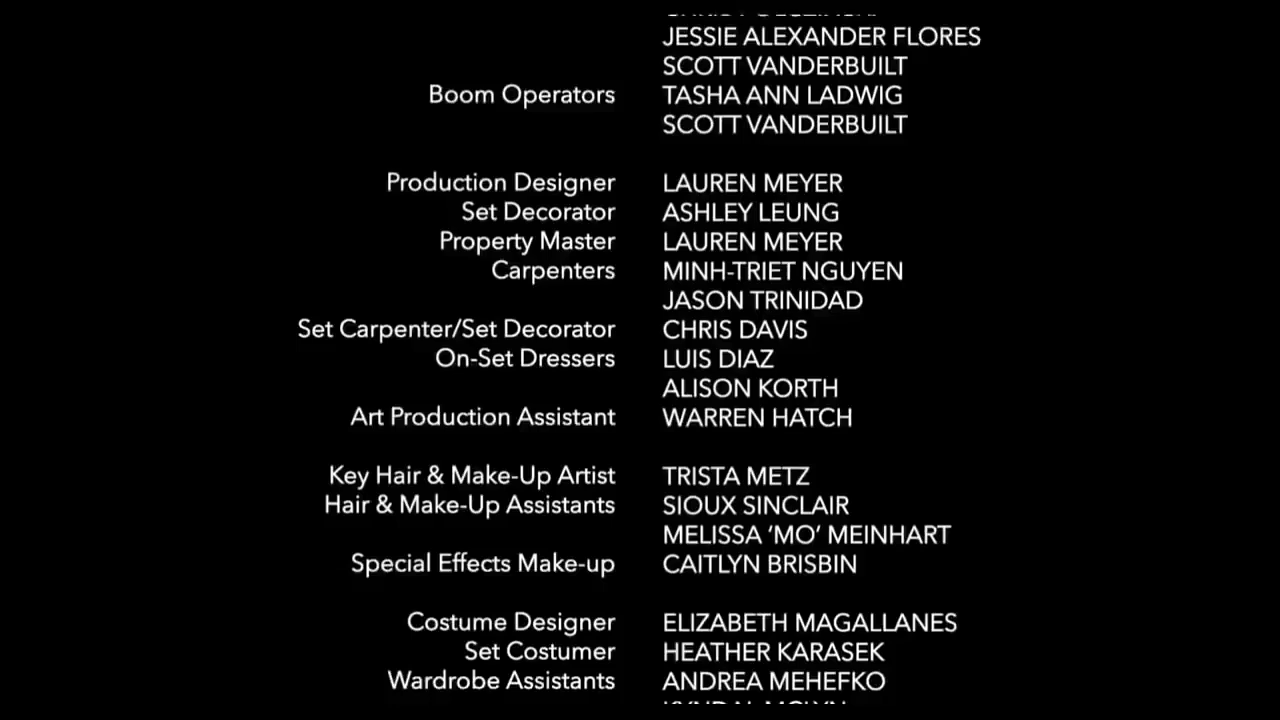 JESSIE ALEXANDER FLORES
SCOTT VANDERBUILT
Boom Operators TASHA ANN LADWIG
SCOTT VANDERBUILT
Production Designer LAUREN MEYER
Set Decorator ASHLEY LEUNG
Property Master LAUREN MEYER
Carpenters MINH-TRIET NGUYEN
JASON TRINIDAD
Set Carpenter/Set Decorator CHRIS DAVIS
On-Set Dressers LUIS DIAZ
ALISON KORTH
Art Production Assistant WARREN HATCH
Key Hair & Make-Up Artist TRISTA METZ
Hair & Make-Up Assistants SIOUX SINCLAIR
MELISSA ‘MO’ MEINHART
Special Effects Make-up CAITLYN BRISBIN
Costume Designer ELIZABETH MAGALLANES
Set Costumer HEATHER KARASEK
Wardrobe Assistants ANDREA MEHEFKO